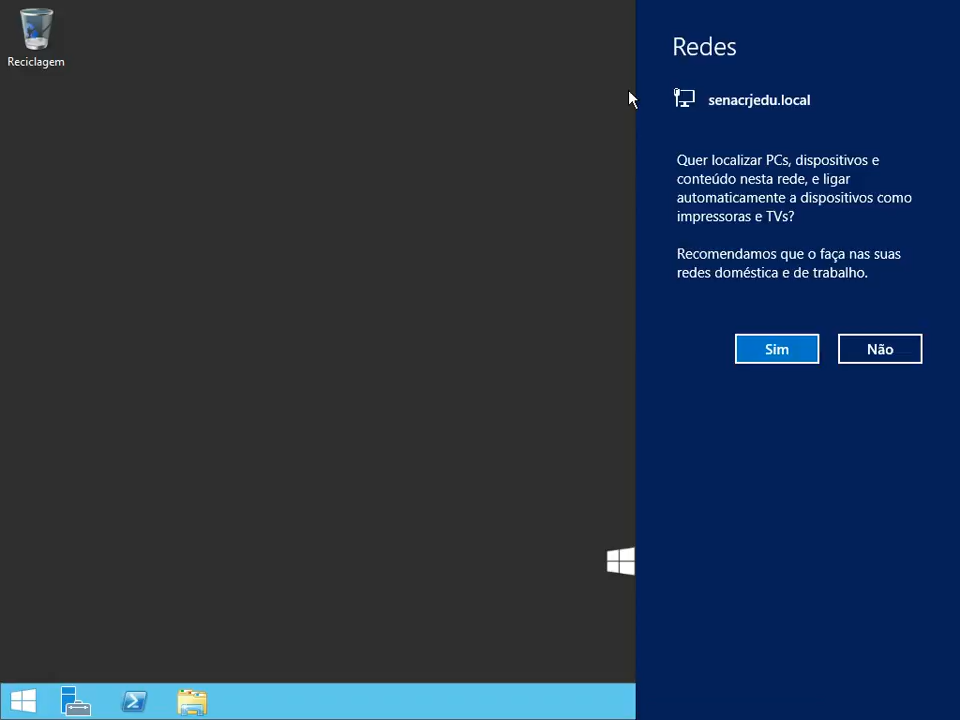 Reciclagem
Redes
senacrjedu.local
Quer localizar PCs, dispositivos e
conteúdo nesta rede, e ligar
automaticamente a dispositivos como
impressoras e TVs?
Recomendamos que o faça nas suas
redes doméstica e de trabalho.
Sim
Não